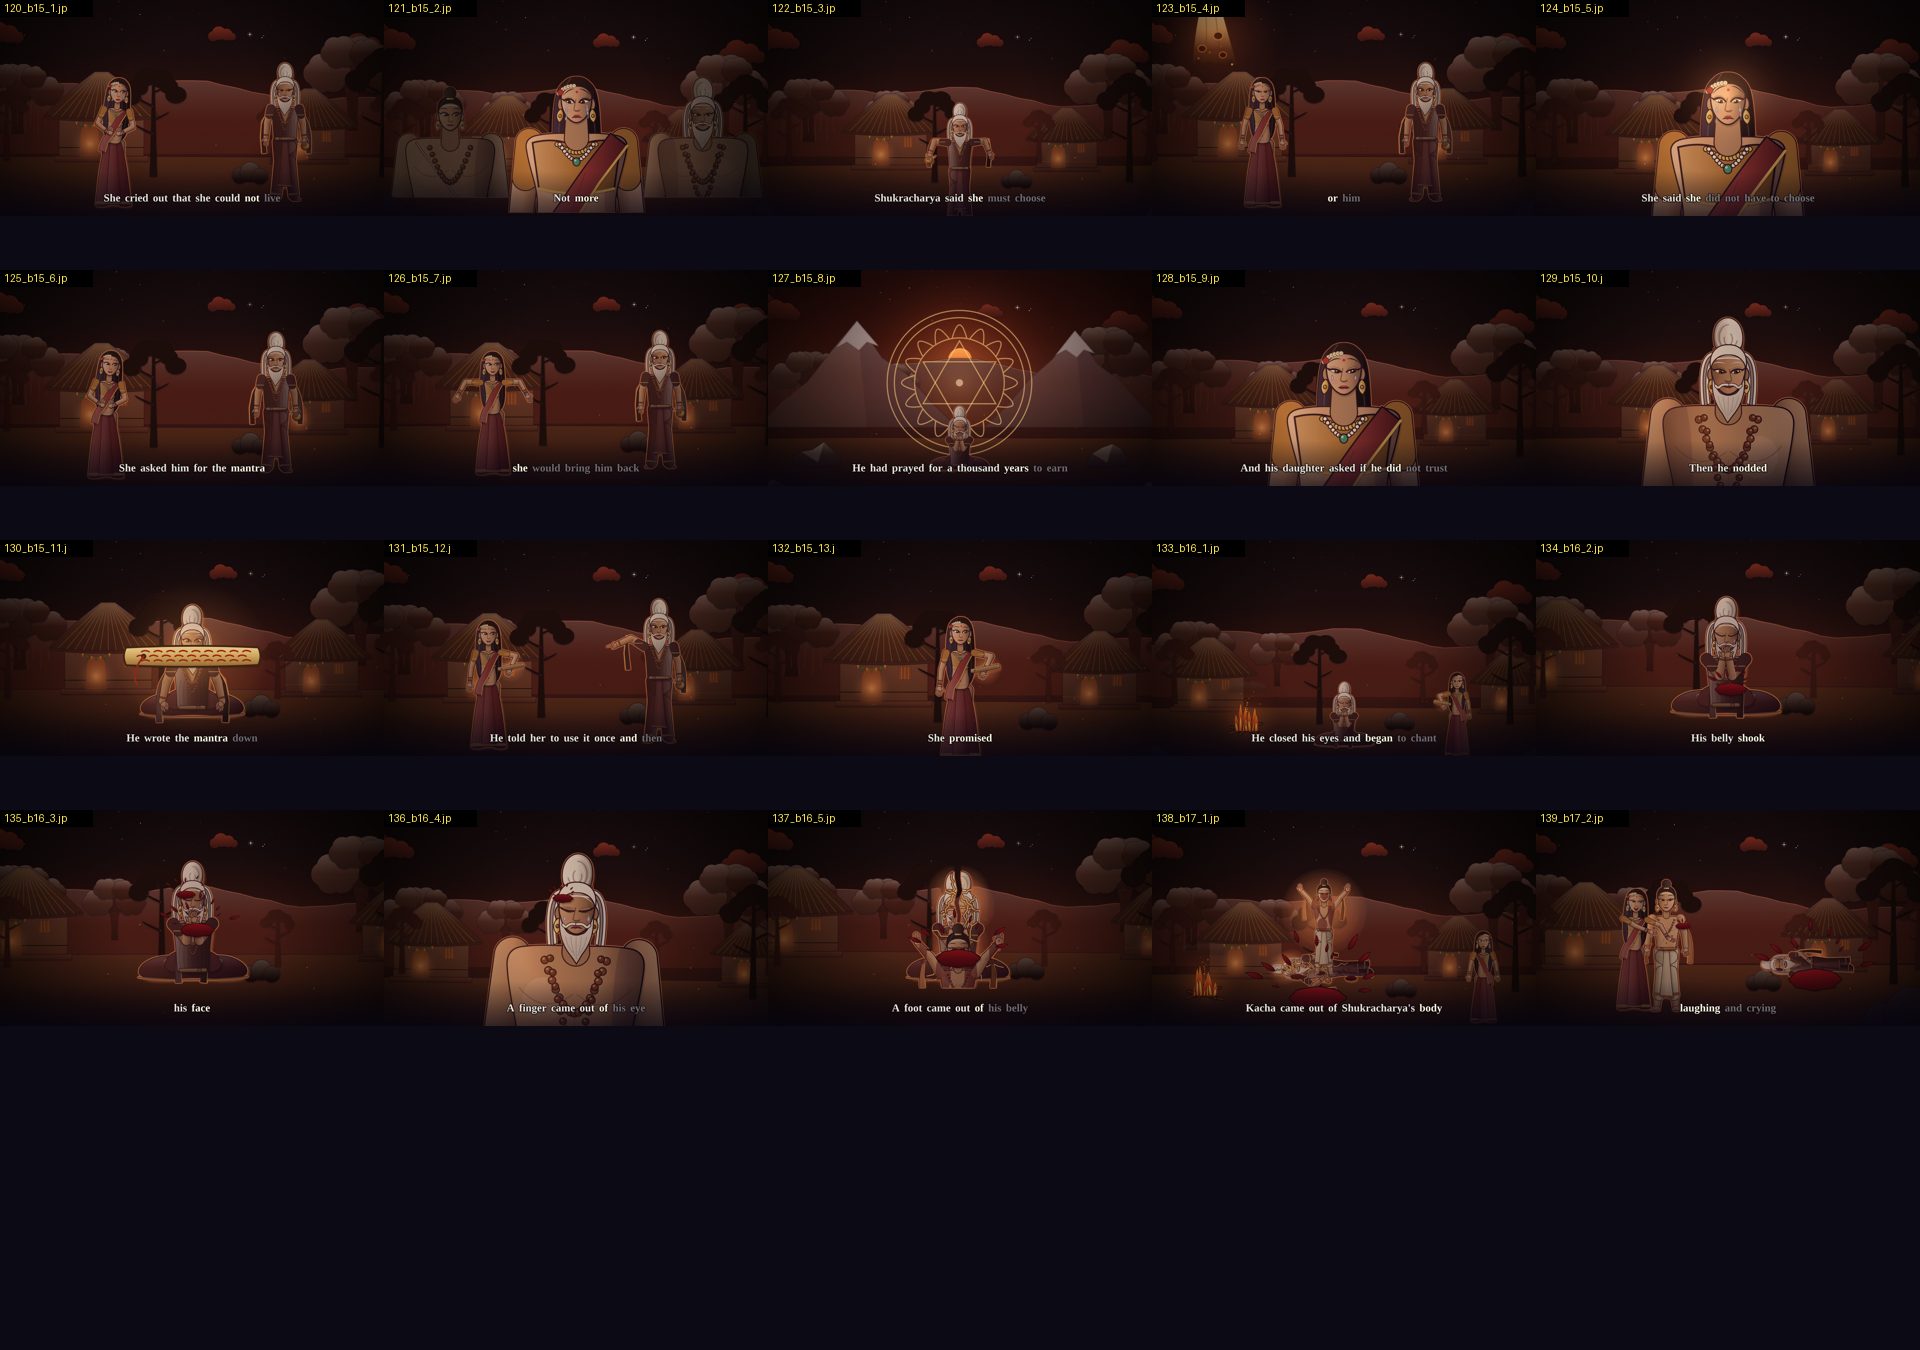 120_b15_1.jp
121_b15_2.jp
122_b15_3.jp
123_b15_4.jp
124_b15_5.jp
She cried out that she could not live
Not more
Shukracharya said she must choose
or him
She said she did not have to choose
125_b15_6.jp
126_b15_7.jp
127_b15_8.jp
128_b15_9.jp
129_b15_10.j
She asked him for the mantra
she would bring him back
He had prayed for a thousand years to earn
And his daughter asked if he did not trust
Then he nodded
130_b15_11.j
131_b15_12.j
132_b15_13.j
133_b16_1.jp
134_b16_2.jp
He wrote the mantra down
He told her to use it once and then
She promised
He closed his eyes and began to chant
His belly shook
135_b16_3.jp
136_b16_4.jp
137_b16_5.jp
138_b17_1.jp
139_b17_2.jp
his face
A finger came out of his eye
A foot came out of his belly
Kacha came out of Shukracharya's body
laughing and crying